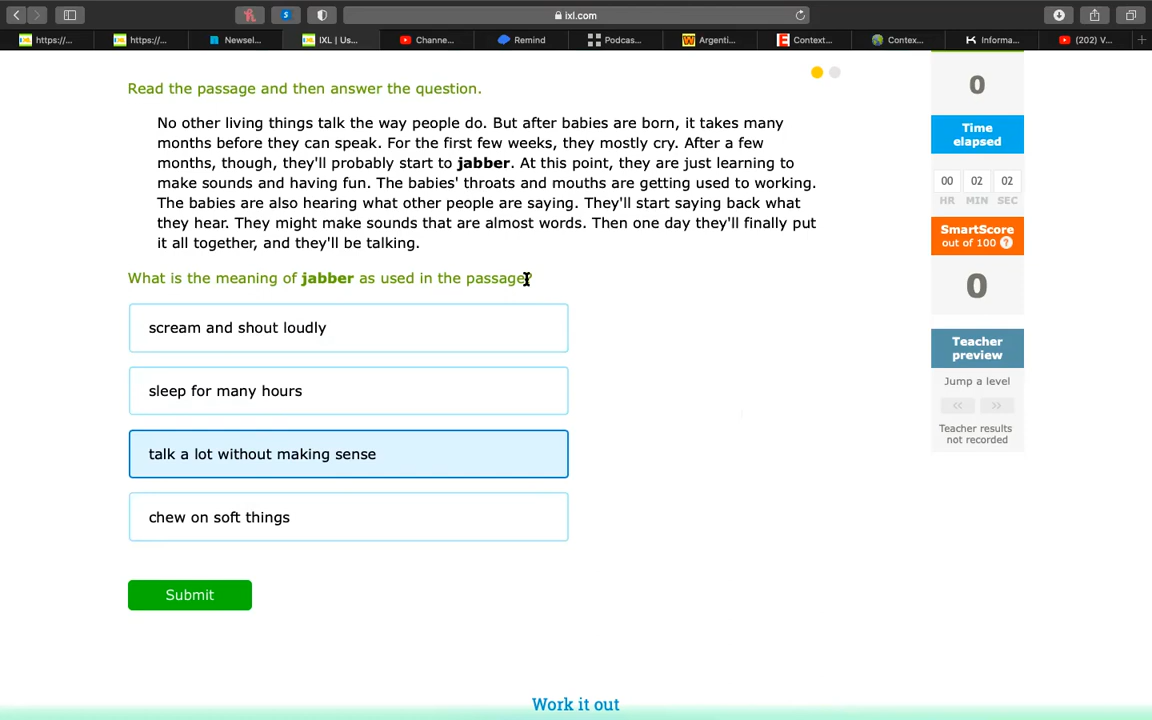 ixl.com
https://...
https://...
Newsel...
IXL | Us...
Channe...
Remind
Podcas...
Argenti...
Context...
Contex...
Informa...
(202) V...
Read the passage and then answer the question.
No other living things talk the way people do. But after babies are born, it takes many
months before they can speak. For the first few weeks, they mostly cry. After a few
months, though, they'll probably start to jabber. At this point, they are just learning to
make sounds and having fun. The babies' throats and mouths are getting used to working.
The babies are also hearing what other people are saying. They'll start saying back what
they hear. They might make sounds that are almost words. Then one day they'll finally put
it all together, and they'll be talking.
What is the meaning of jabber as used in the passage?
scream and shout loudly
sleep for many hours
talk a lot without making sense
chew on soft things
Submit
Work it out
0
Time
elapsed
00 02 02
HR MIN SEC
SmartScore
out of 100 ?
0
Teacher
preview
Jump a level
<< >>
Teacher results
not recorded